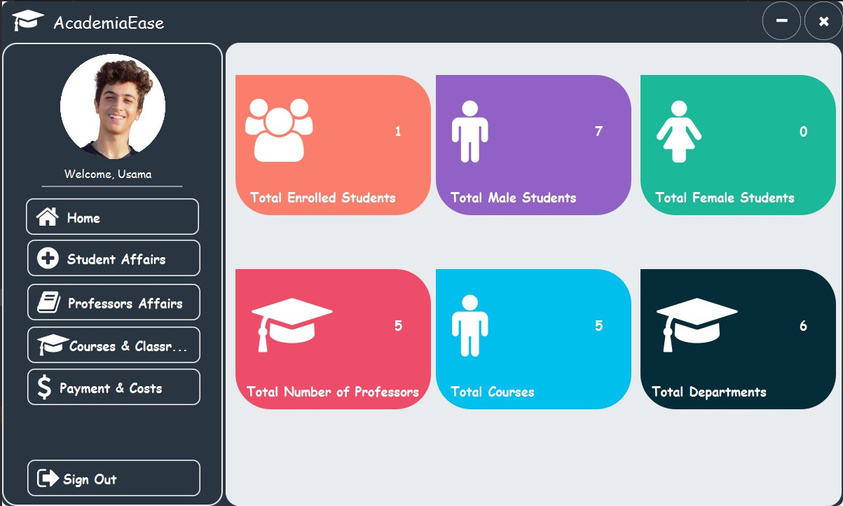 AcademiaEase
Welcome, Usama
Home
Student Affairs
Professors Affairs
Courses & Classr...
Payment & Costs
Sign Out
1
Total Enrolled Students
7
Total Male Students
0
Total Female Students
5
Total Number of Professors
5
Total Courses
6
Total Departments